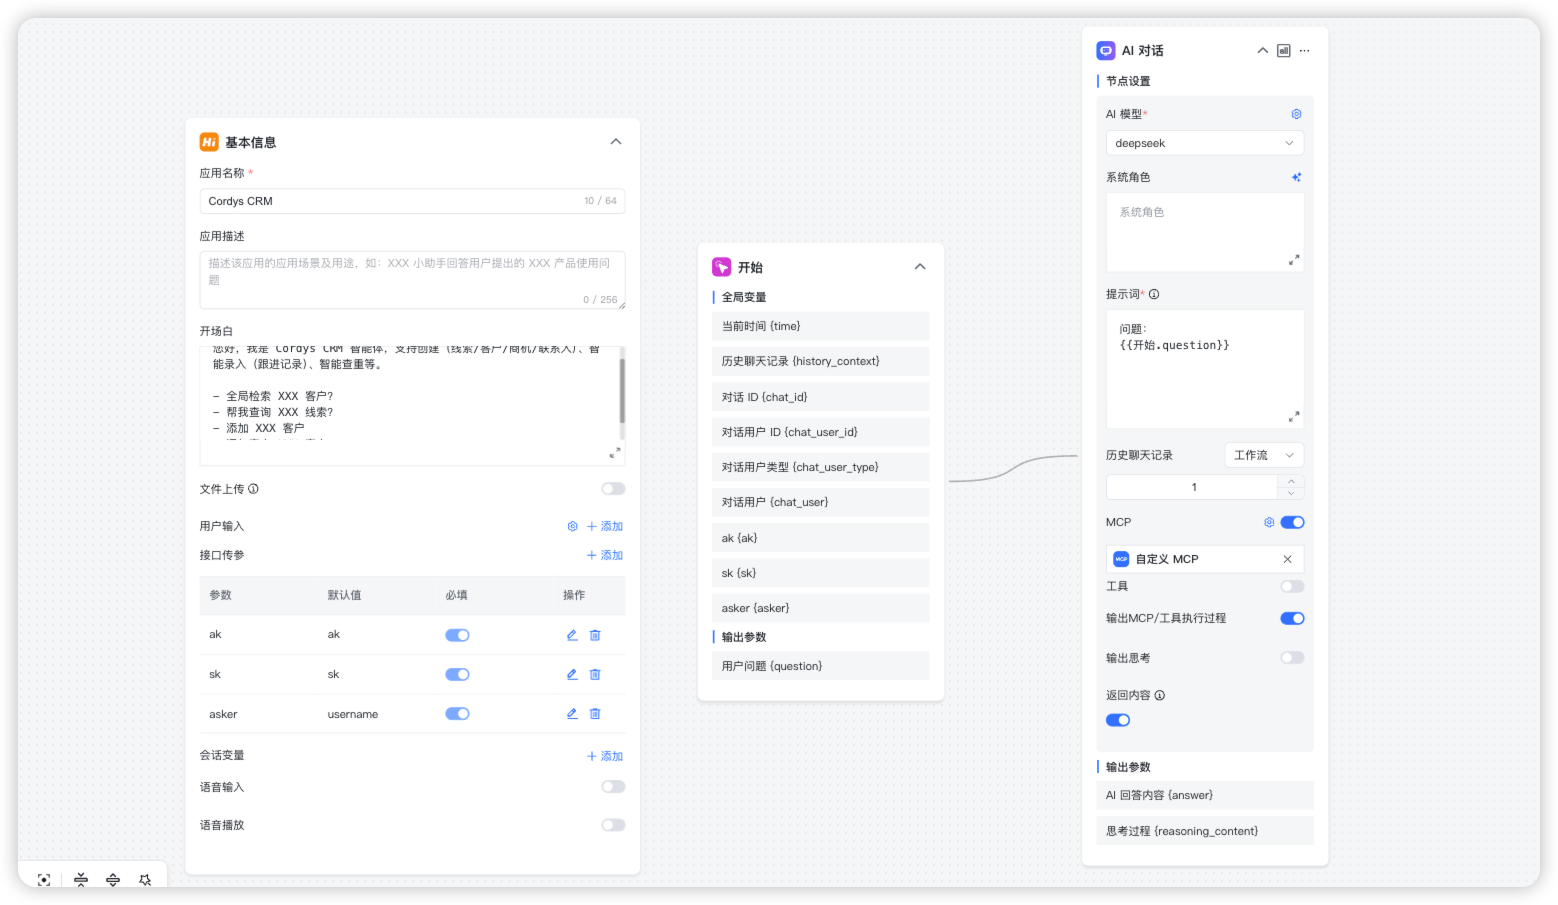 Hi 基本信息
应用名称 *
Cordys CRM
10 / 64
应用描述
描述该应用的应用场景及用途，如：XXX 小助手回答用户提出的 XXX 产品使用问
题
0 / 256
开场白
您好，我是 Cordys CRM 智能体，支持创建（线索/客户/商机/联系人）、智
能录入（跟进记录）、智能查重等。
- 全局检索 XXX 客户?
- 帮我查询 XXX 线索?
- 添加 XXX 客户
文件上传
用户输入
添加
接口传参
添加
参数 默认值 必填 操作
ak ak
sk sk
asker username
会话变量
添加
语音输入
语音播放
开始
全局变量
当前时间 {time}
历史聊天记录 {history_context}
对话 ID {chat_id}
对话用户 ID {chat_user_id}
对话用户类型 {chat_user_type}
对话用户 {chat_user}
ak {ak}
sk {sk}
asker {asker}
输出参数
用户问题 {question}
AI 对话
all
节点设置
AI 模型*
deepseek
系统角色
系统角色
提示词*
问题:
{{开始.question}}
历史聊天记录
工作流
1
MCP
MCP 自定义 MCP
工具
输出MCP/工具执行过程
输出思考
返回内容
输出参数
AI 回答内容 {answer}
思考过程 {reasoning_content}